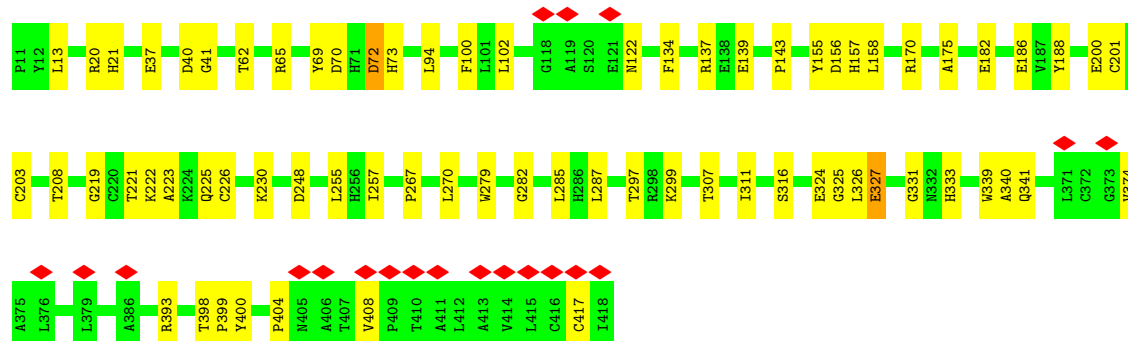 P11 Y12 L13 R20 H21 E37 D40 G41 T62 R65 Y69 D70 H71 D72 H73 L94 F100 L101 L102 G118 A119 S120 E121 N122 F134 R137 E138 E139 P143 Y155 D156 H157 L158 R170 A175 E182 E186 V187 Y188 E200 C201
C203 T208 G219 C220 T221 K222 A223 K224 Q225 C226 K230 D248 L255 H256 I257 P267 L270 W279 G282 L285 H286 L287 T297 R298 K299 T307 I311 S316 E324 G325 L326 E327 G331 N332 H333 W339 A340 Q341 L371 C372 G373 V374
A375 L376 L379 A386 R393 T398 P399 Y400 P404 N405 A406 T407 V408 P409 T410 A411 L412 A413 V414 L415 C416 C417 I418